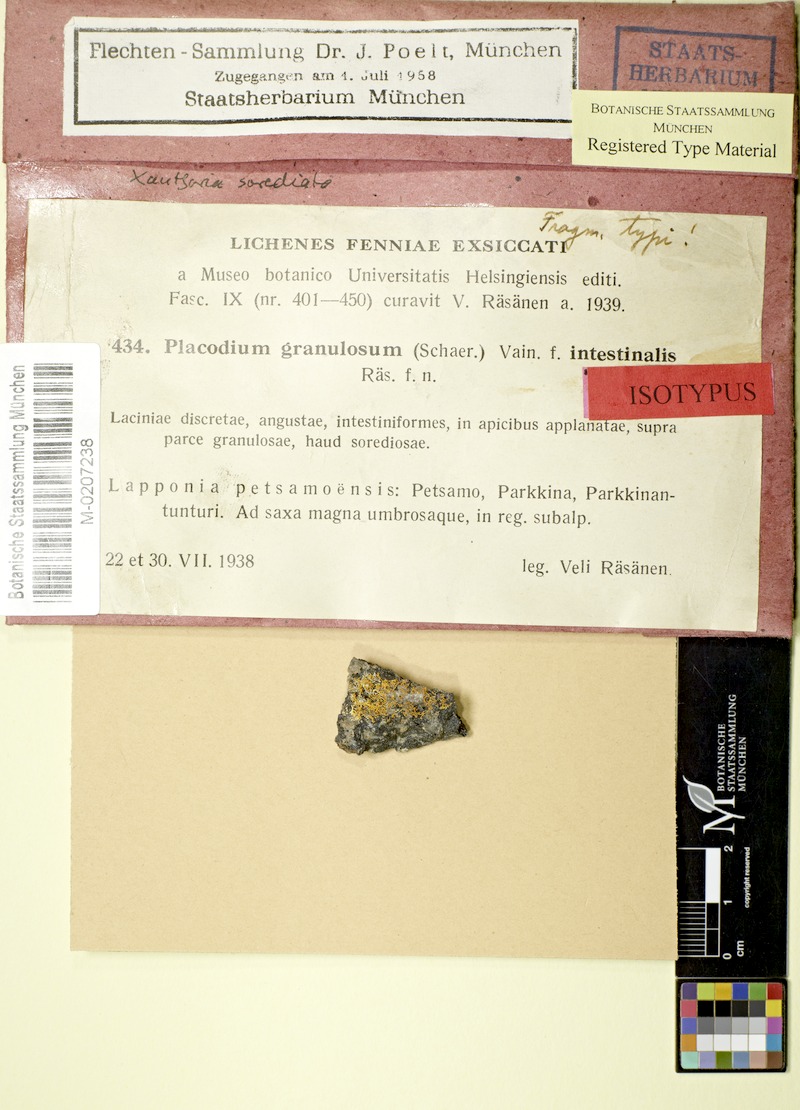 Flechten-Sammlung Dr. J. Poelt, München
Zugegangen am 1. Juli 1958
Staatsherbarium München
STAATS-
HERBARIUM
BOTANISCHE STAATSSAMMLUNG
MÜNCHEN
Registered Type Material
Xanthoria sorediata
Fragm. typi!
LICHENES FENNIAE EXSICCATI
a Museo botanico Universitatis Helsingiensis editi.
Fasc. IX (nr. 401—450) curavit V. Räsänen a. 1939.
434. Placodium granulosum (Schaer.) Vain. f. intestinalis
Räs. f. n.
ISOTYPUS
Laciniae discretae, angustae, intestiniformes, in apicibus applanatae, supra
parce granulosae, haud sorediosae.
Lapponia petsamoënsis: Petsamo, Parkkina, Parkkinan-
tunturi. Ad saxa magna umbrosaque, in reg. subalp.
22 et 30. VII. 1938
leg. Veli Räsänen.
Botanische Staatssammlung München
M-0207238
BOTANISCHE
STAATSSAMMLUNG
MÜNCHEN
M
0 1 2
cm
copyright reserved